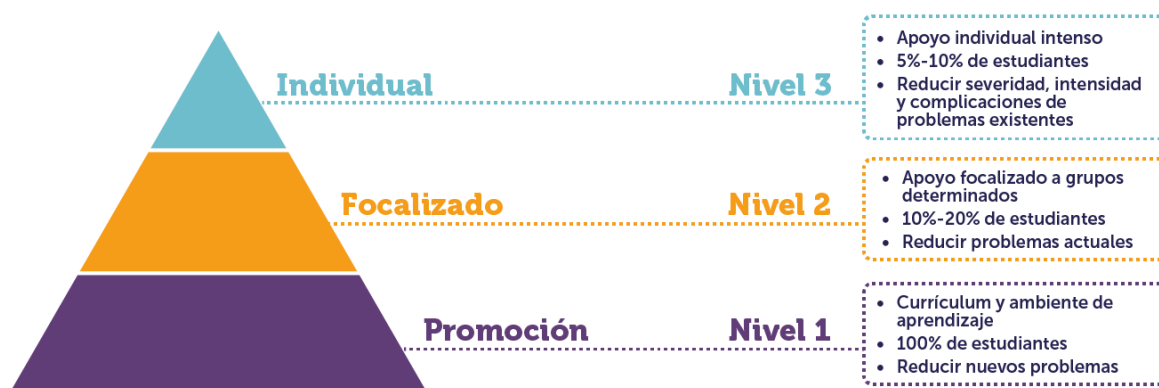 Individual
Nivel 3
• Apoyo individual intenso
• 5%-10% de estudiantes
• Reducir severidad, intensidad
y complicaciones de
problemas existentes
Focalizado
Nivel 2
• Apoyo focalizado a grupos
determinados
• 10%-20% de estudiantes
• Reducir problemas actuales
Promoción
Nivel 1
• Currículum y ambiente de
aprendizaje
• 100% de estudiantes
• Reducir nuevos problemas